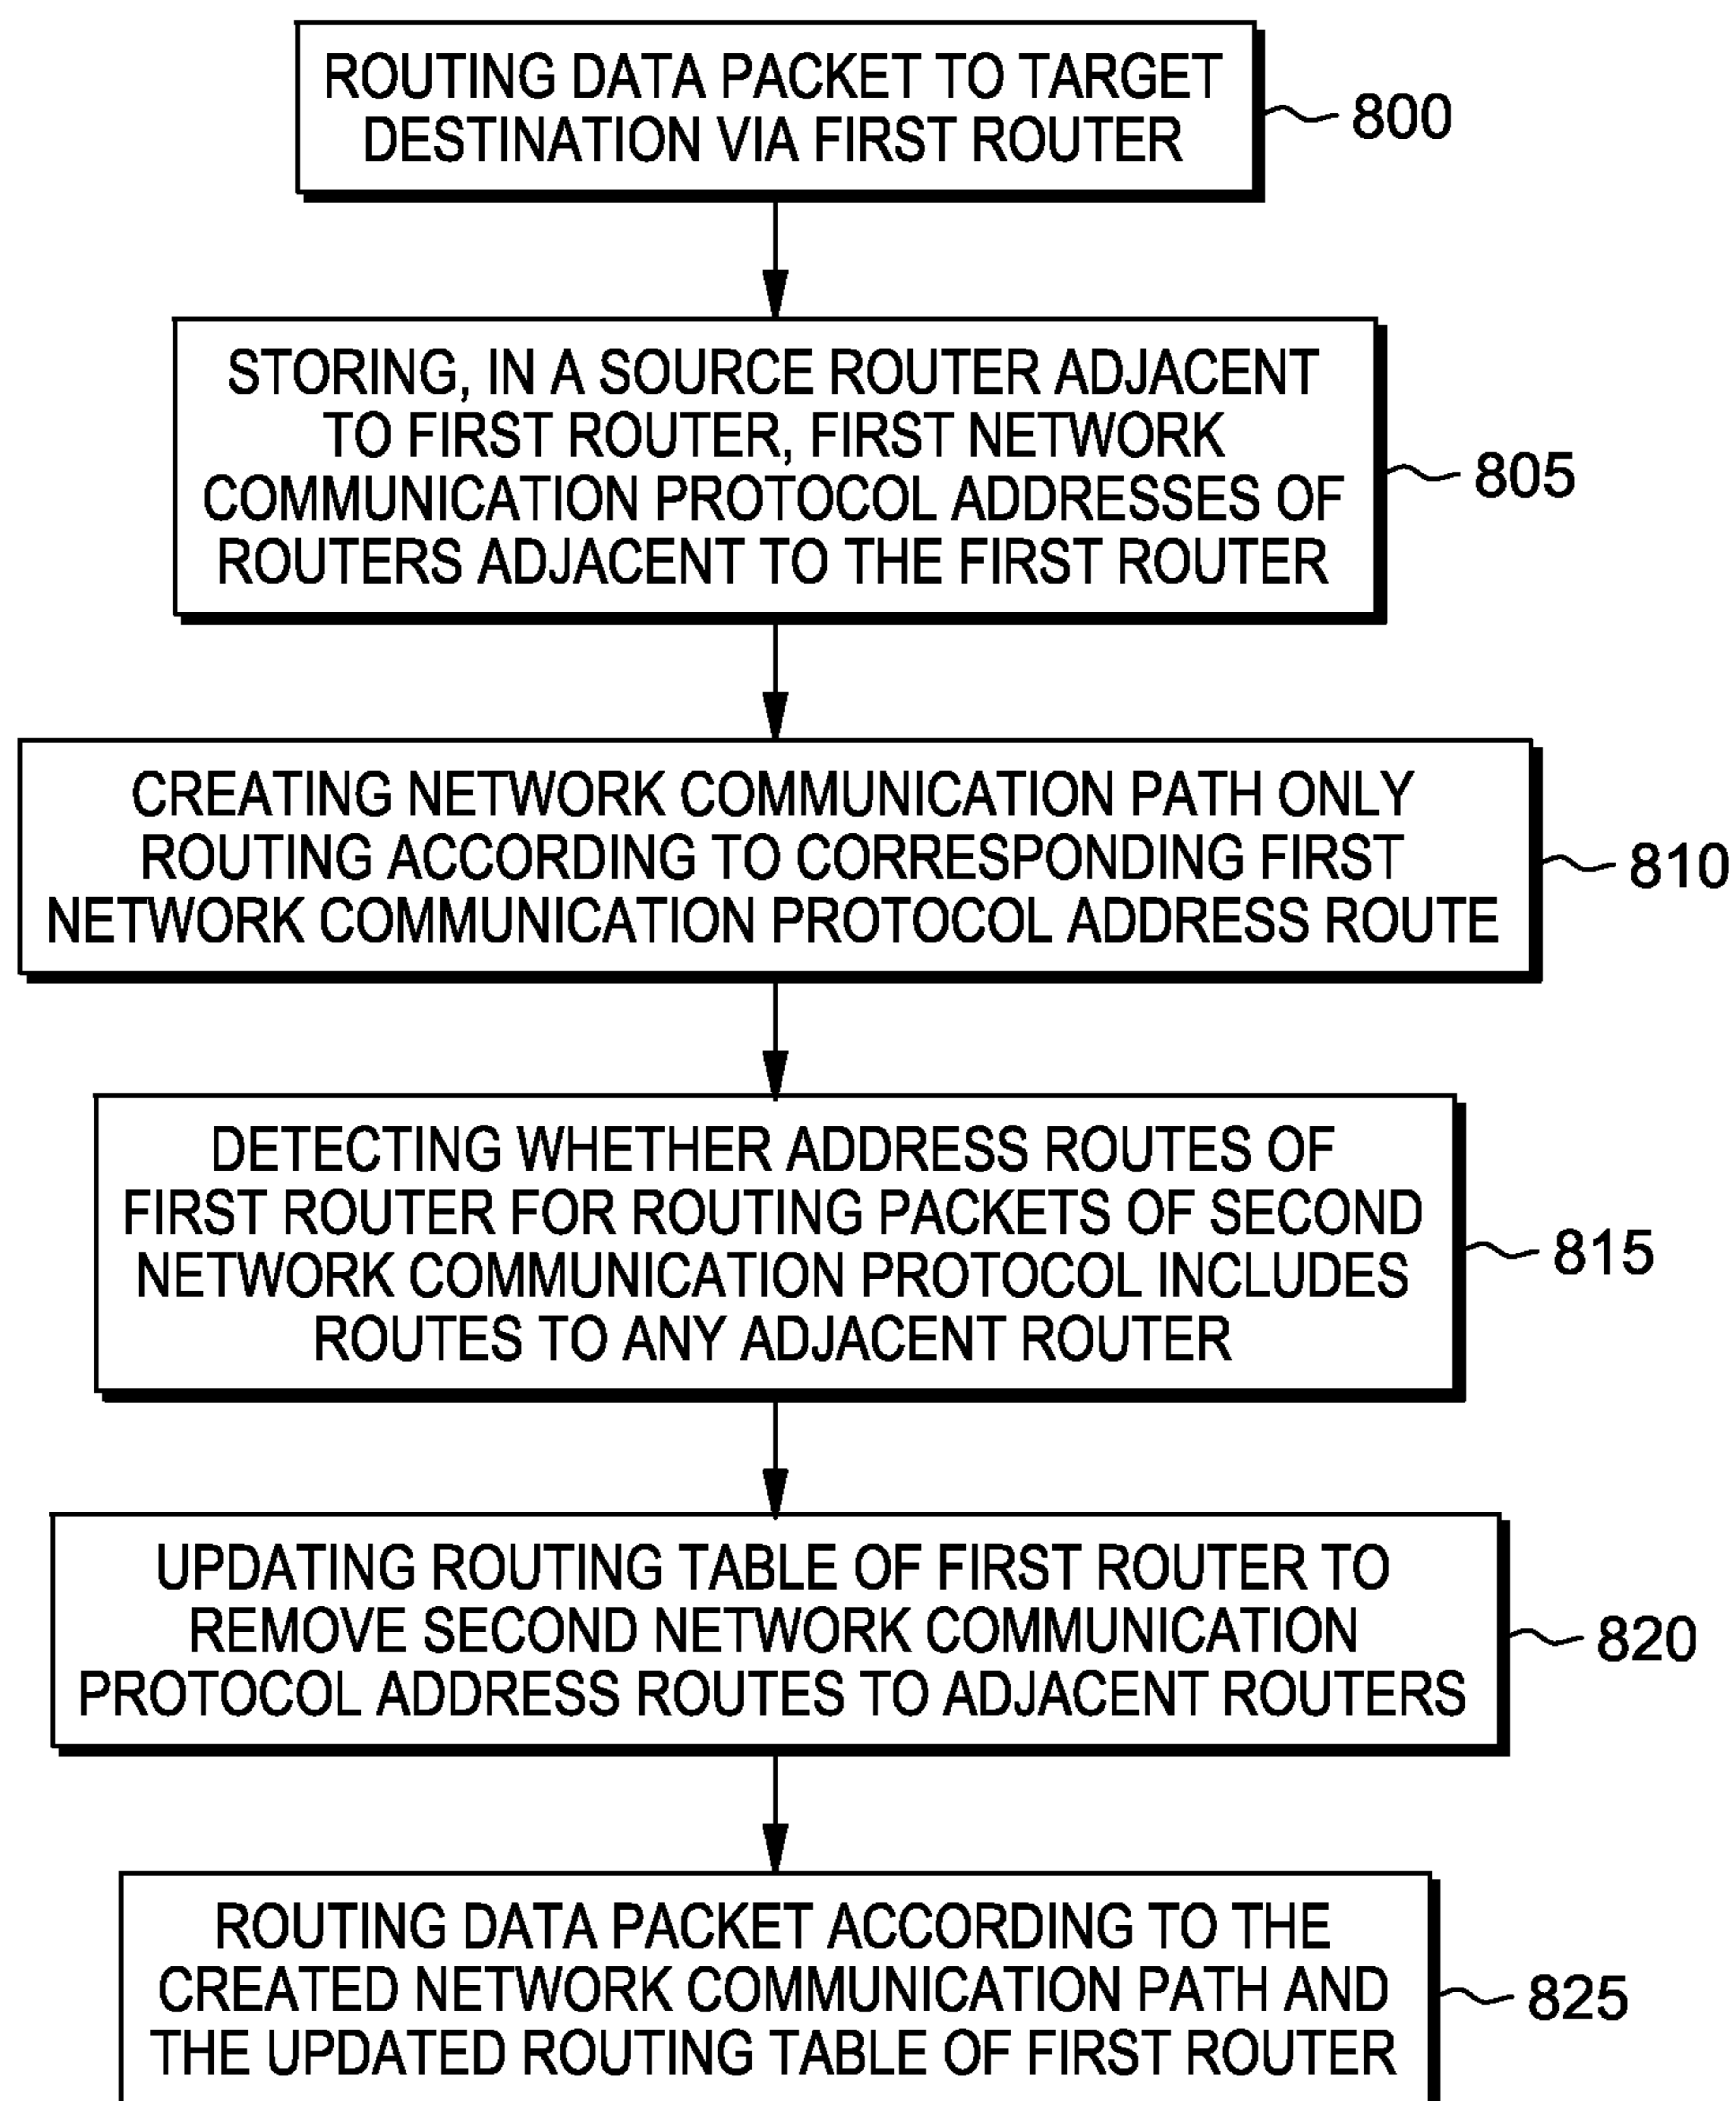 ROUTING DATA PACKET TO TARGET
DESTINATION VIA FIRST ROUTER
800
STORING, IN A SOURCE ROUTER ADJACENT
TO FIRST ROUTER, FIRST NETWORK
COMMUNICATION PROTOCOL ADDRESSES OF
ROUTERS ADJACENT TO THE FIRST ROUTER
805
CREATING NETWORK COMMUNICATION PATH ONLY
ROUTING ACCORDING TO CORRESPONDING FIRST
NETWORK COMMUNICATION PROTOCOL ADDRESS ROUTE
810
DETECTING WHETHER ADDRESS ROUTES OF
FIRST ROUTER FOR ROUTING PACKETS OF SECOND
NETWORK COMMUNICATION PROTOCOL INCLUDES
ROUTES TO ANY ADJACENT ROUTER
815
UPDATING ROUTING TABLE OF FIRST ROUTER TO
REMOVE SECOND NETWORK COMMUNICATION
PROTOCOL ADDRESS ROUTES TO ADJACENT ROUTERS
820
ROUTING DATA PACKET ACCORDING TO THE
CREATED NETWORK COMMUNICATION PATH AND
THE UPDATED ROUTING TABLE OF FIRST ROUTER
825